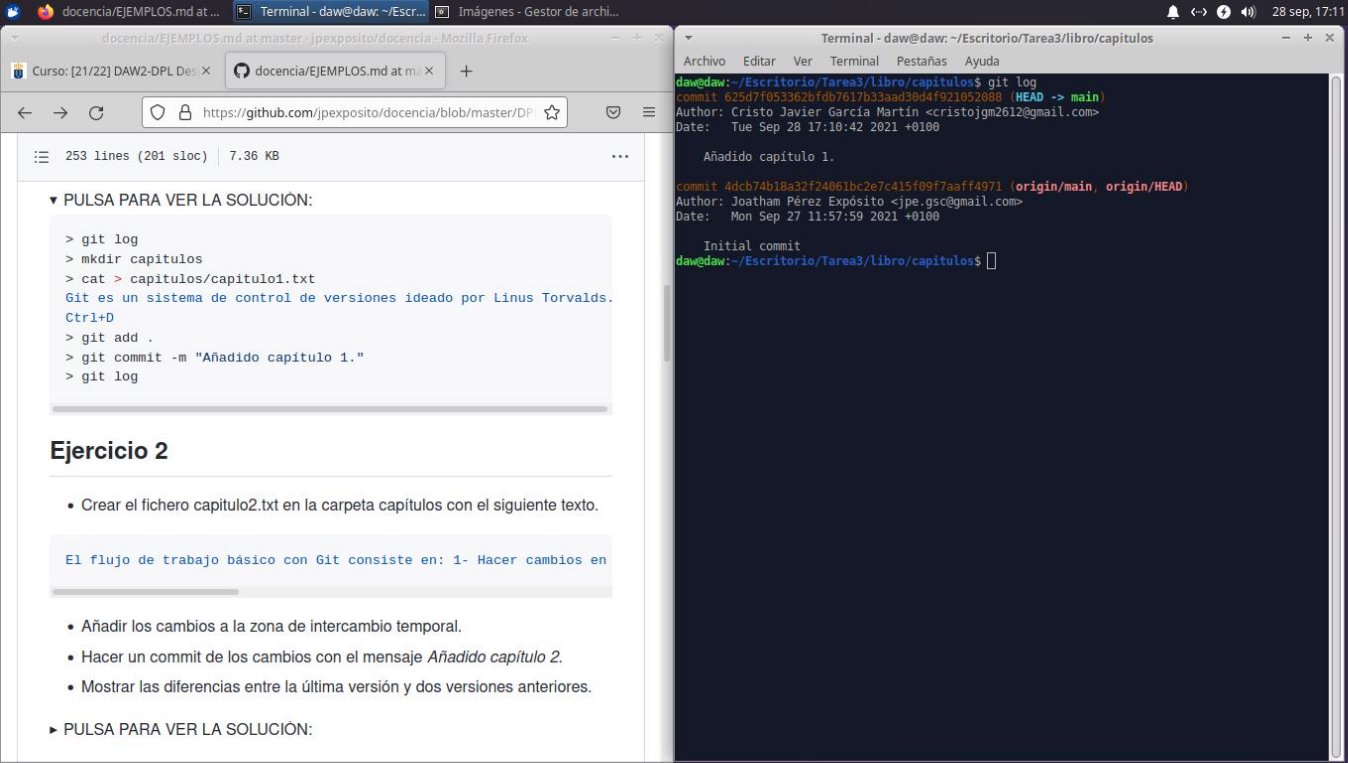 docencia/EJEMPLOS.md at ...
Terminal - daw@daw: ~/Escr...
Imágenes - Gestor de archi...
28 sep, 17:11
docencia/EJEMPLOS.md at master · jpexposito/docencia - Mozilla Firefox
Curso: [21/22] DAW2-DPL Des
docencia/EJEMPLOS.md at ma
https://github.com/jpexposito/docencia/blob/master/DPL
253 lines (201 sloc) 7.36 KB
PULSA PARA VER LA SOLUCIÓN:
> git log
> mkdir capitulos
> cat > capitulos/capitulo1.txt
Git es un sistema de control de versiones ideado por Linus Torvalds.
Ctrl+D
> git add .
> git commit -m "Añadido capítulo 1."
> git log
Ejercicio 2
• Crear el fichero capitulo2.txt en la carpeta capítulos con el siguiente texto.
El flujo de trabajo básico con Git consiste en: 1- Hacer cambios en
• Añadir los cambios a la zona de intercambio temporal.
• Hacer un commit de los cambios con el mensaje Añadido capítulo 2.
• Mostrar las diferencias entre la última versión y dos versiones anteriores.
PULSA PARA VER LA SOLUCIÓN:
Terminal - daw@daw: ~/Escritorio/Tarea3/libro/capitulos
Archivo Editar Ver Terminal Pestañas Ayuda
daw@daw:~/Escritorio/Tarea3/libro/capitulos$ git log
commit 625d7f053362bfdb7617b33aad30d4f921052088 (HEAD -> main)
Author: Cristo Javier García Martín <cristojgm2612@gmail.com>
Date: Tue Sep 28 17:10:42 2021 +0100
Añadido capítulo 1.
commit 4dcb74b18a32f24061bc2e7c415f09f7aaff4971 (origin/main, origin/HEAD)
Author: Joatham Pérez Expósito <jpe.gsc@gmail.com>
Date: Mon Sep 27 11:57:59 2021 +0100
Initial commit
daw@daw:~/Escritorio/Tarea3/libro/capitulos$